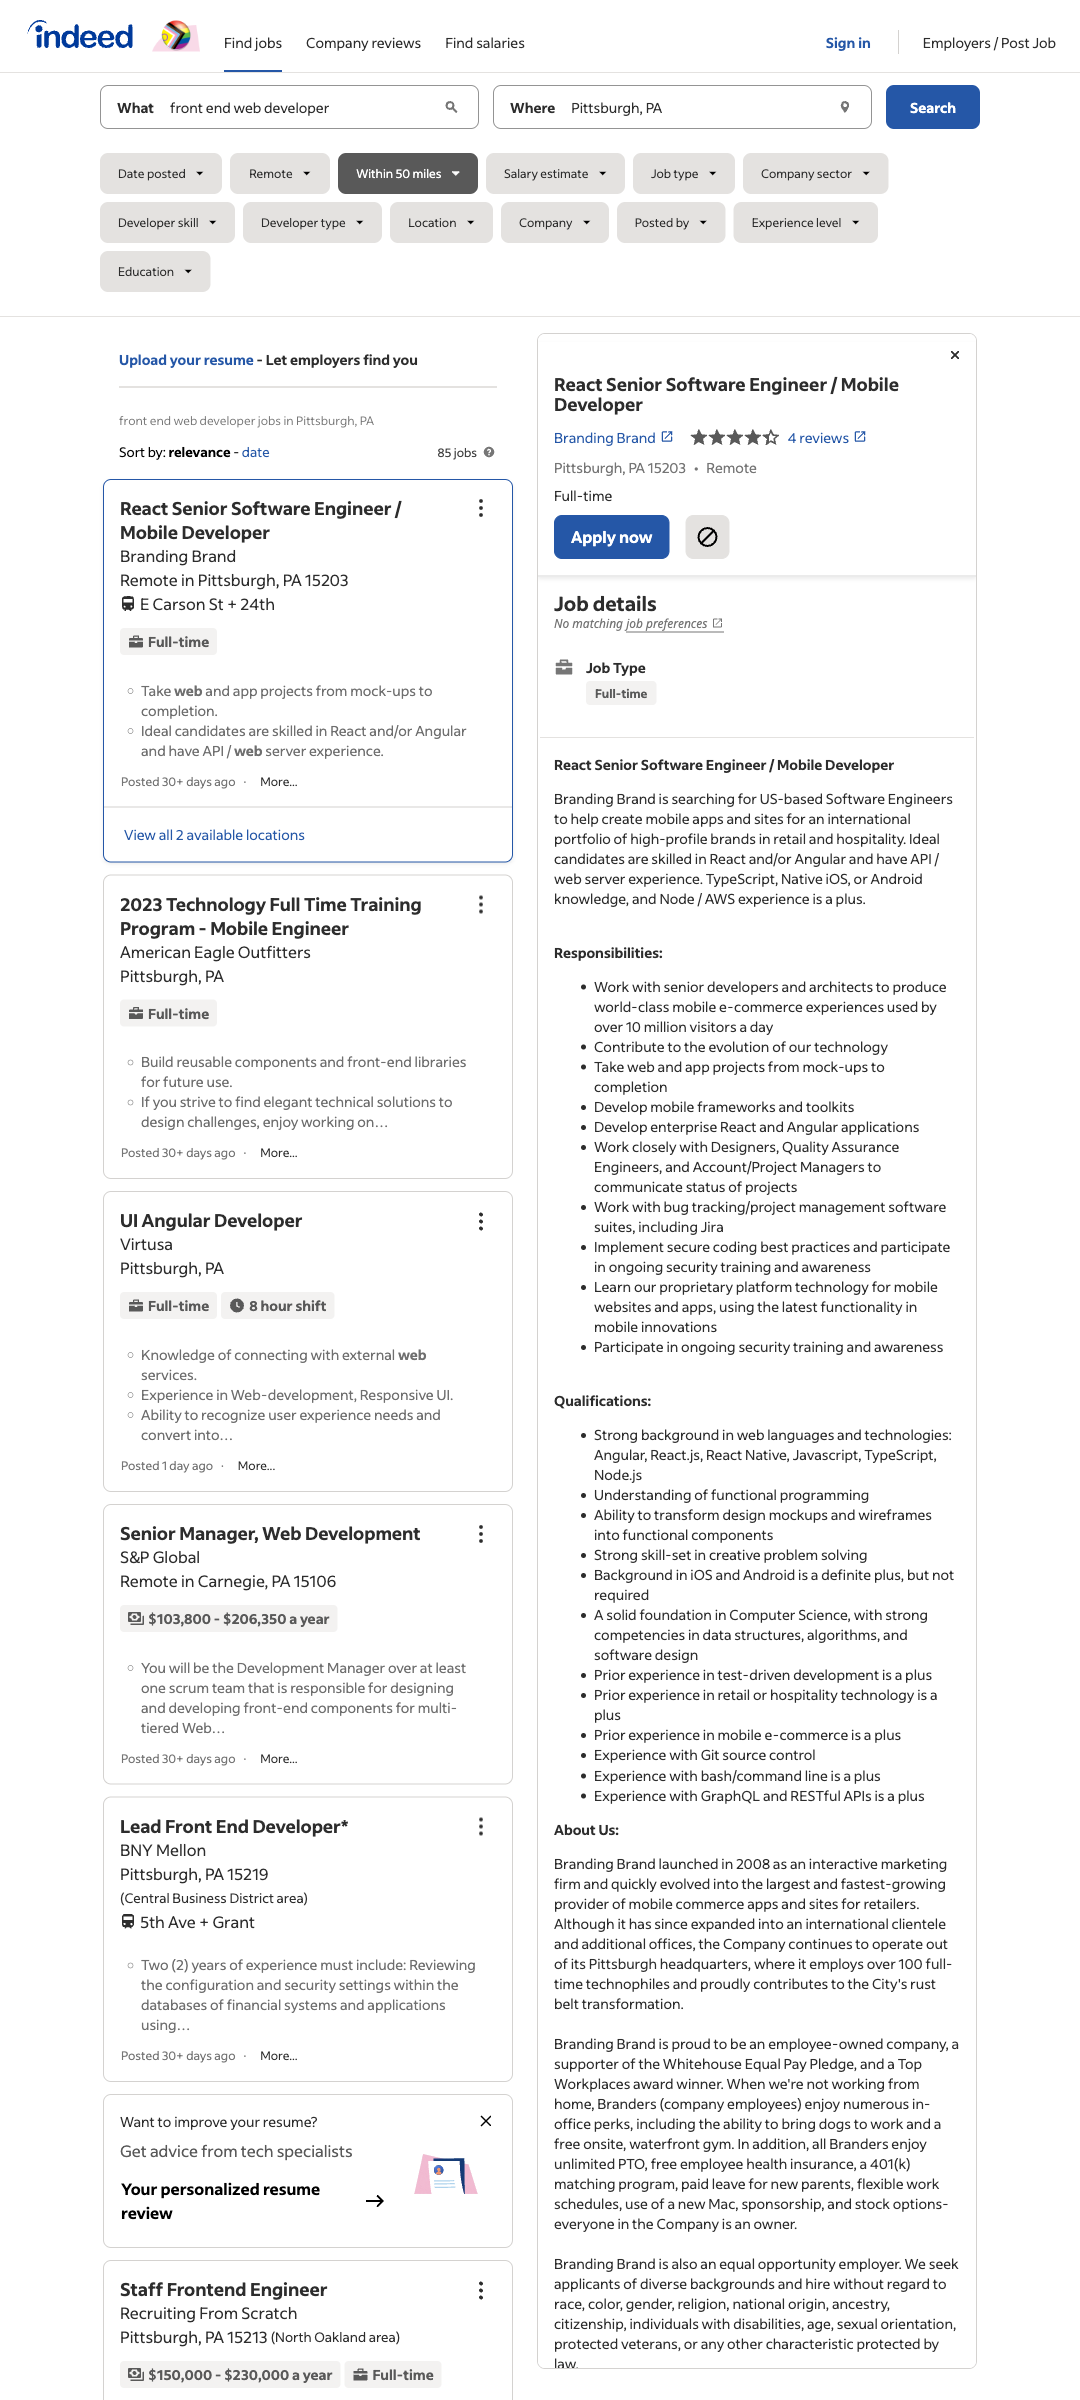 indeed
Find jobs
Company reviews
Find salaries
Sign in
Employers / Post Job
What
front end web developer
Where
Pittsburgh, PA
Search
Date posted
Remote
Within 50 miles
Salary estimate
Job type
Company sector
Developer skill
Developer type
Location
Company
Posted by
Experience level
Education
Upload your resume - Let employers find you
front end web developer jobs in Pittsburgh, PA
Sort by: relevance - date
85 jobs
React Senior Software Engineer /
Mobile Developer
Branding Brand
Remote in Pittsburgh, PA 15203
E Carson St + 24th
Full-time
Take web and app projects from mock-ups to
completion.
Ideal candidates are skilled in React and/or Angular
and have API / web server experience.
Posted 30+ days ago · More...
View all 2 available locations
2023 Technology Full Time Training
Program - Mobile Engineer
American Eagle Outfitters
Pittsburgh, PA
Full-time
Build reusable components and front-end libraries
for future use.
If you strive to find elegant technical solutions to
design challenges, enjoy working on…
Posted 30+ days ago · More...
UI Angular Developer
Virtusa
Pittsburgh, PA
Full-time
8 hour shift
Knowledge of connecting with external web
services.
Experience in Web-development, Responsive UI.
Ability to recognize user experience needs and
convert into…
Posted 1 day ago · More...
Senior Manager, Web Development
S&P Global
Remote in Carnegie, PA 15106
$103,800 - $206,350 a year
You will be the Development Manager over at least
one scrum team that is responsible for designing
and developing front-end components for multi-
tiered Web…
Posted 30+ days ago · More...
Lead Front End Developer*
BNY Mellon
Pittsburgh, PA 15219
(Central Business District area)
5th Ave + Grant
Two (2) years of experience must include: Reviewing
the configuration and security settings within the
databases of financial systems and applications
using…
Posted 30+ days ago · More...
Want to improve your resume?
Get advice from tech specialists
Your personalized resume
review
Staff Frontend Engineer
Recruiting From Scratch
Pittsburgh, PA 15213 (North Oakland area)
$150,000 - $230,000 a year
Full-time
React Senior Software Engineer / Mobile
Developer
Branding Brand
4 reviews
Pittsburgh, PA 15203 • Remote
Full-time
Apply now
Job details
No matching job preferences
Job Type
Full-time
React Senior Software Engineer / Mobile Developer
Branding Brand is searching for US-based Software Engineers
to help create mobile apps and sites for an international
portfolio of high-profile brands in retail and hospitality. Ideal
candidates are skilled in React and/or Angular and have API /
web server experience. TypeScript, Native iOS, or Android
knowledge, and Node / AWS experience is a plus.
Responsibilities:
Work with senior developers and architects to produce
world-class mobile e-commerce experiences used by
over 10 million visitors a day
Contribute to the evolution of our technology
Take web and app projects from mock-ups to
completion
Develop mobile frameworks and toolkits
Develop enterprise React and Angular applications
Work closely with Designers, Quality Assurance
Engineers, and Account/Project Managers to
communicate status of projects
Work with bug tracking/project management software
suites, including Jira
Implement secure coding best practices and participate
in ongoing security training and awareness
Learn our proprietary platform technology for mobile
websites and apps, using the latest functionality in
mobile innovations
Participate in ongoing security training and awareness
Qualifications:
Strong background in web languages and technologies:
Angular, React.js, React Native, Javascript, TypeScript,
Node.js
Understanding of functional programming
Ability to transform design mockups and wireframes
into functional components
Strong skill-set in creative problem solving
Background in iOS and Android is a definite plus, but not
required
A solid foundation in Computer Science, with strong
competencies in data structures, algorithms, and
software design
Prior experience in test-driven development is a plus
Prior experience in retail or hospitality technology is a
plus
Prior experience in mobile e-commerce is a plus
Experience with Git source control
Experience with bash/command line is a plus
Experience with GraphQL and RESTful APIs is a plus
About Us:
Branding Brand launched in 2008 as an interactive marketing
firm and quickly evolved into the largest and fastest-growing
provider of mobile commerce apps and sites for retailers.
Although it has since expanded into an international clientele
and additional offices, the Company continues to operate out
of its Pittsburgh headquarters, where it employs over 100 full-
time technophiles and proudly contributes to the City's rust
belt transformation.
Branding Brand is proud to be an employee-owned company, a
supporter of the Whitehouse Equal Pay Pledge, and a Top
Workplaces award winner. When we're not working from
home, Branders (company employees) enjoy numerous in-
office perks, including the ability to bring dogs to work and a
free onsite, waterfront gym. In addition, all Branders enjoy
unlimited PTO, free employee health insurance, a 401(k)
matching program, paid leave for new parents, flexible work
schedules, use of a new Mac, sponsorship, and stock options-
everyone in the Company is an owner.
Branding Brand is also an equal opportunity employer. We seek
applicants of diverse backgrounds and hire without regard to
race, color, gender, religion, national origin, ancestry,
citizenship, individuals with disabilities, age, sexual orientation,
protected veterans, or any other characteristic protected by
law.